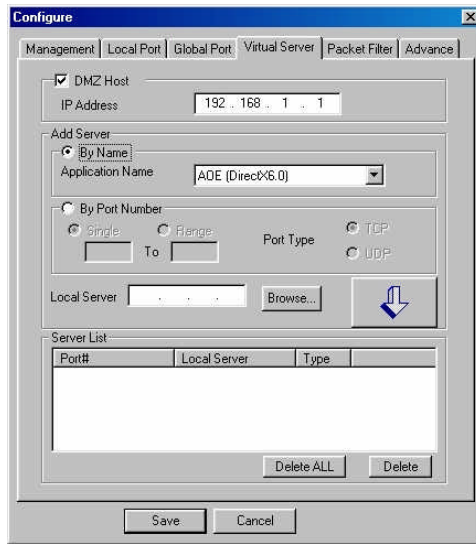 Configure
Management Local Port Global Port Virtual Server Packet Filter Advance
DMZ Host
IP Address 192 . 168 . 1 . 1
Add Server
By Name
Application Name AOE (DirectX6.0)
By Port Number
Single Range Port Type TCP
To UDP
Local Server . . . Browse...
Server List
Port# Local Server Type
Delete ALL Delete
Save Cancel